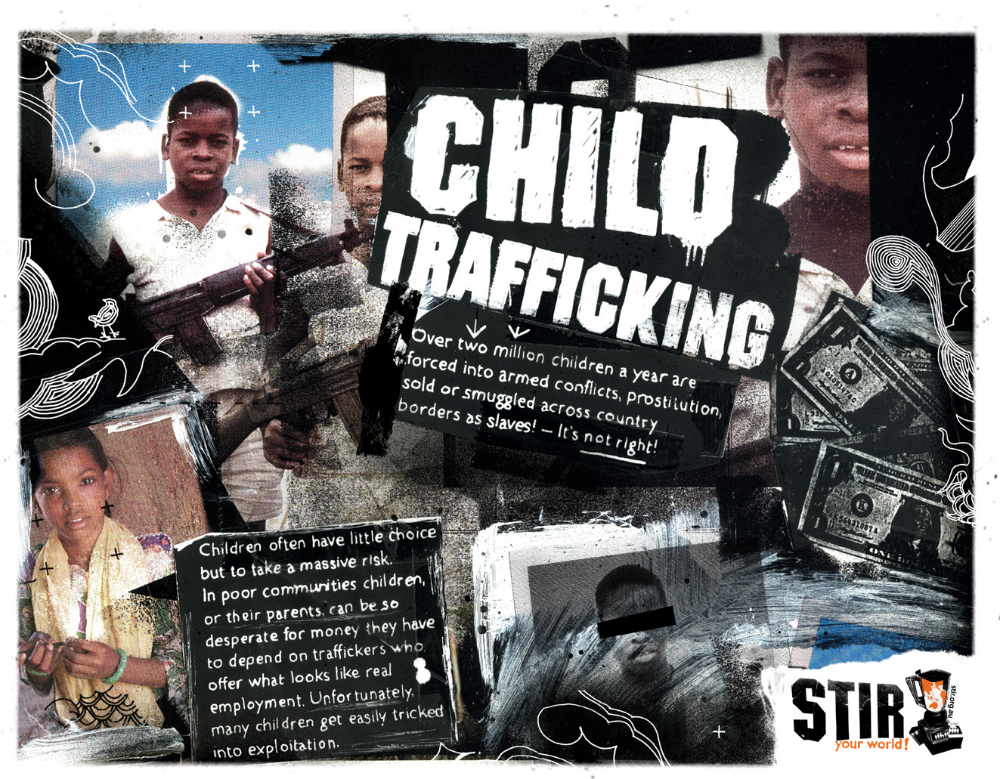 CHILD
TRAFFICKING
Over two million children a year are
forced into armed conflicts, prostitution,
sold or smuggled across country
borders as slaves! – It's not right!
Children often have little choice
but to take a massive risk.
In poor communities children,
or their parents, can be so
desperate for money they have
to depend on traffickers who
offer what looks like real
employment. Unfortunately,
many children get easily tricked
into exploitation.
STIR
your world!
stir.org.au